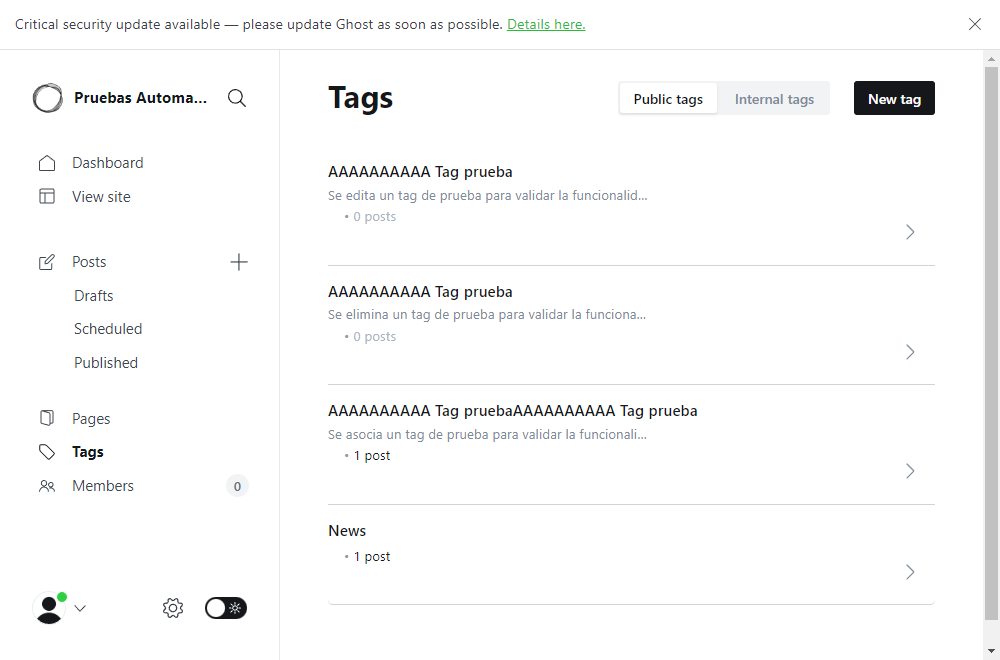 Critical security update available — please update Ghost as soon as possible. Details here.
Pruebas Automa...
Dashboard
View site
Posts
Drafts
Scheduled
Published
Pages
Tags
Members
0
Tags
Public tags
Internal tags
New tag
AAAAAAAAAA Tag prueba
Se edita un tag de prueba para validar la funcionalid...
• 0 posts
AAAAAAAAAA Tag prueba
Se elimina un tag de prueba para validar la funciona...
• 0 posts
AAAAAAAAAA Tag pruebaAAAAAAAAAA Tag prueba
Se asocia un tag de prueba para validar la funcionali...
• 1 post
News
• 1 post